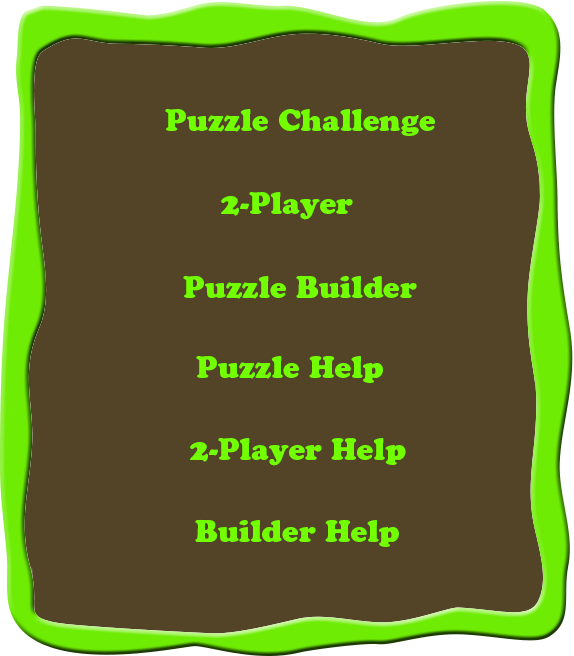 Puzzle Challenge
2-Player
Puzzle Builder
Puzzle Help
2-Player Help
Builder Help